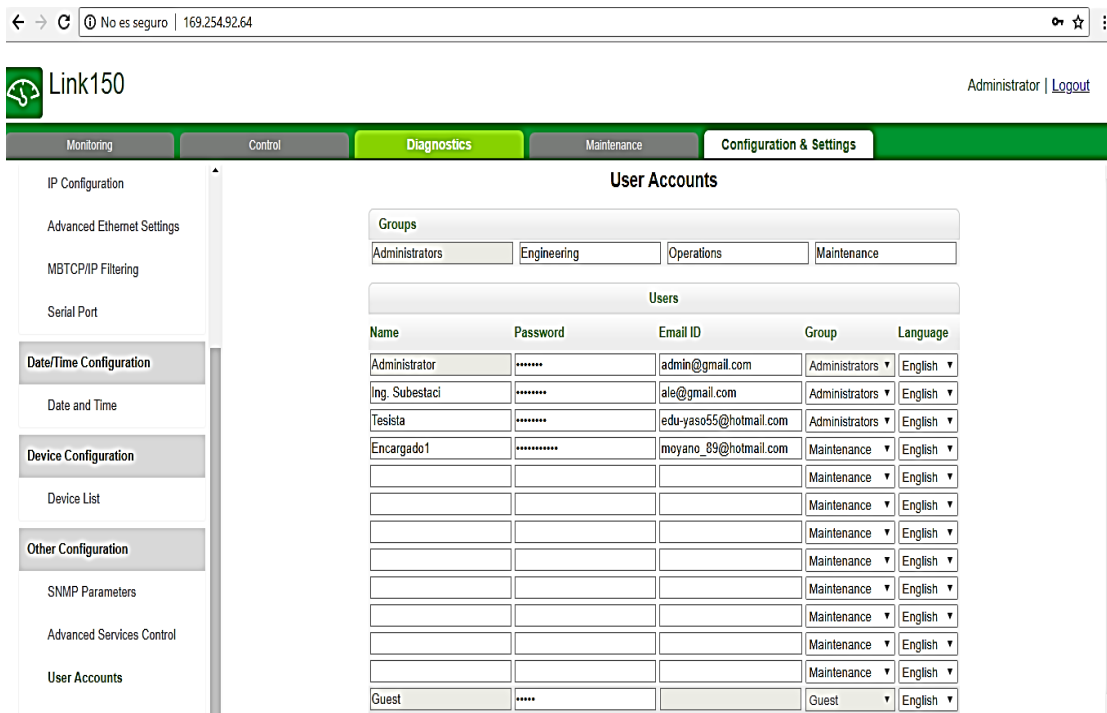 No es seguro | 169.254.92.64
Link150
Administrator | Logout
Monitoring Control Diagnostics Maintenance Configuration & Settings
IP Configuration
Advanced Ethernet Settings
MBTCP/IP Filtering
Serial Port
Date/Time Configuration
Date and Time
Device Configuration
Device List
Other Configuration
SNMP Parameters
Advanced Services Control
User Accounts
User Accounts
Groups
Administrators Engineering Operations Maintenance
Users
Name Password Email ID Group Language
Administrator ••••••• admin@gmail.com Administrators English
Ing. Subestaci •••••••• ale@gmail.com Administrators English
Tesista •••••••• edu-yaso55@hotmail.com Administrators English
Encargado1 ••••••••••• moyano_89@hotmail.com Maintenance English
Maintenance English
Maintenance English
Maintenance English
Maintenance English
Maintenance English
Maintenance English
Maintenance English
Maintenance English
Guest ••••• Guest English